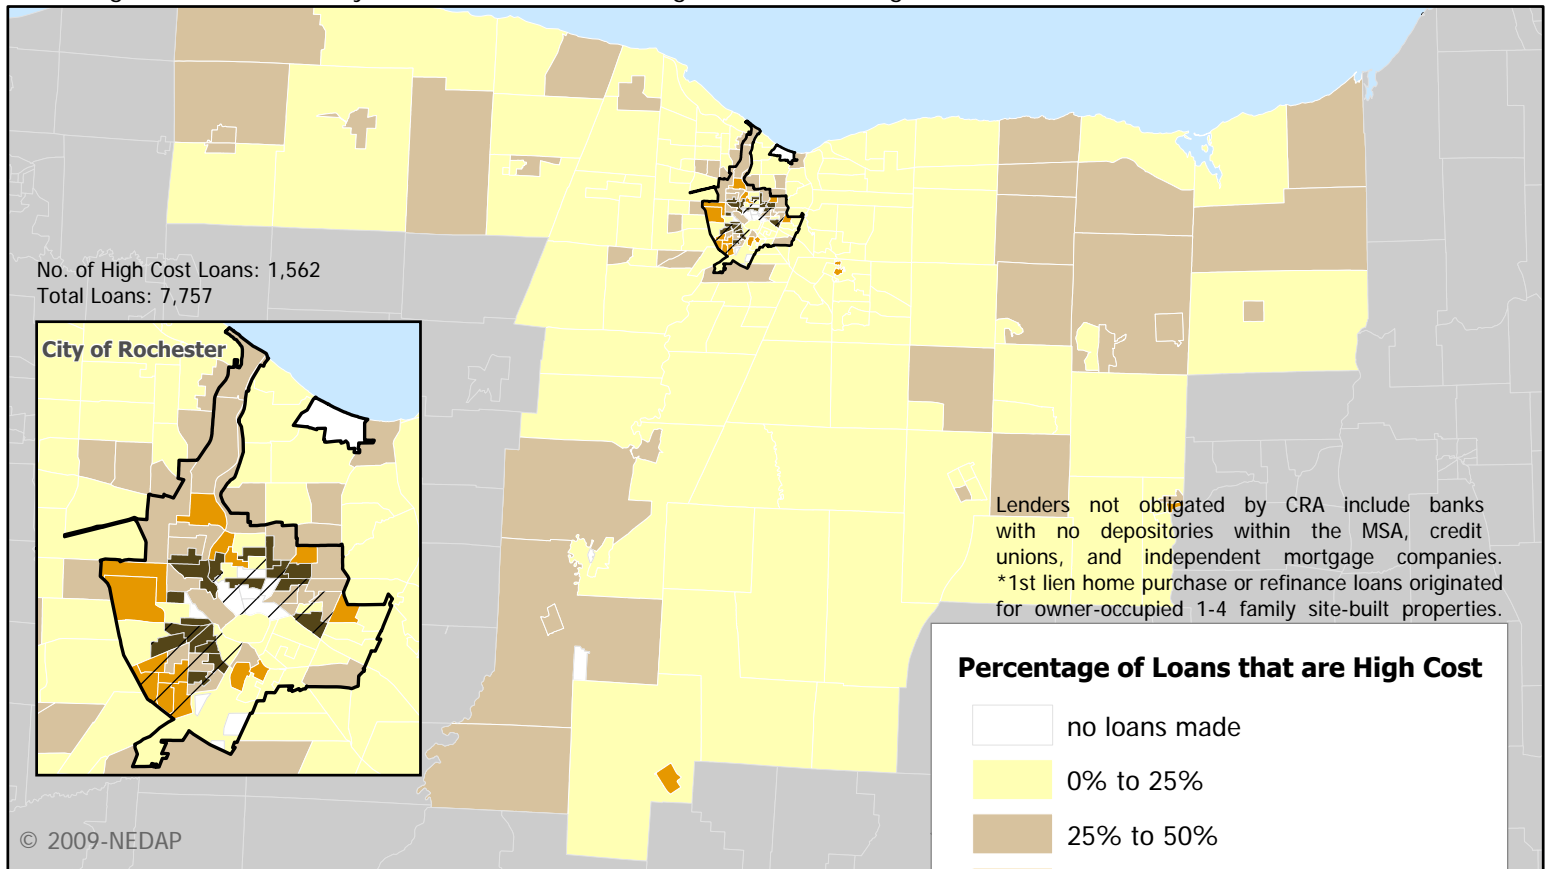 No. of High Cost Loans: 1,562
Total Loans: 7,757
City of Rochester
Lenders not obligated by CRA include banks
with no depositories within the MSA, credit
unions, and independent mortgage companies.
*1st lien home purchase or refinance loans originated
for owner-occupied 1-4 family site-built properties.
Percentage of Loans that are High Cost
no loans made
0% to 25%
25% to 50%
© 2009-NEDAP